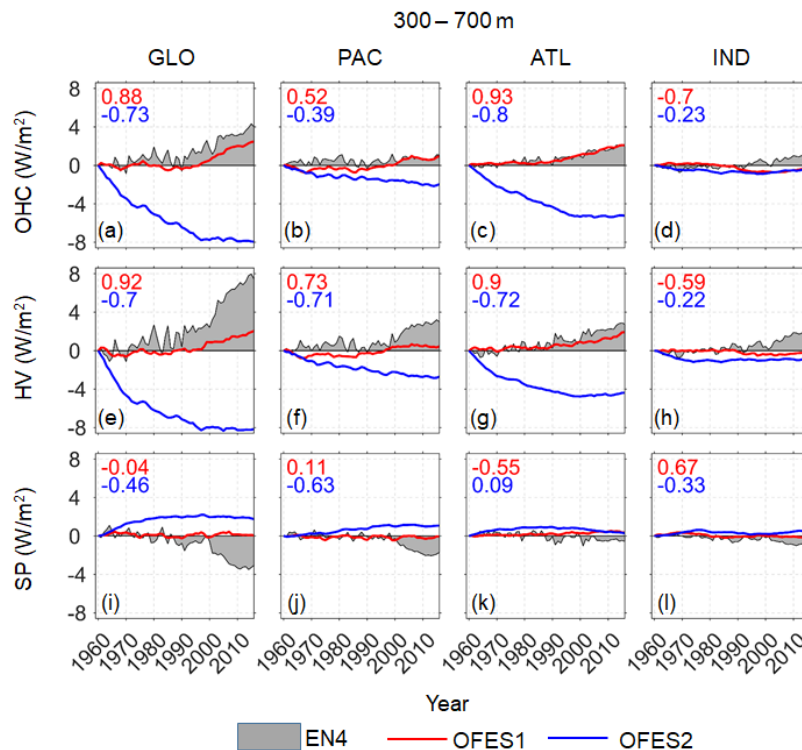 300 – 700 m
GLO PAC ATL IND
OHC (W/m²)
8
4
0
-4
-8
0.88
-0.73
(a)
0.52
-0.39
(b)
0.93
-0.8
(c)
-0.7
-0.23
(d)
HV (W/m²)
8
4
0
-4
-8
0.92
-0.7
(e)
0.73
-0.71
(f)
0.9
-0.72
(g)
-0.59
-0.22
(h)
SP (W/m²)
8
4
0
-4
-8
-0.04
-0.46
(i)
0.11
-0.63
(j)
-0.55
0.09
(k)
0.67
-0.33
(l)
1960 1970 1980 1990 2000 2010
1960 1970 1980 1990 2000 2010
1960 1970 1980 1990 2000 2010
1960 1970 1980 1990 2000 2010
Year
EN4 OFES1 OFES2